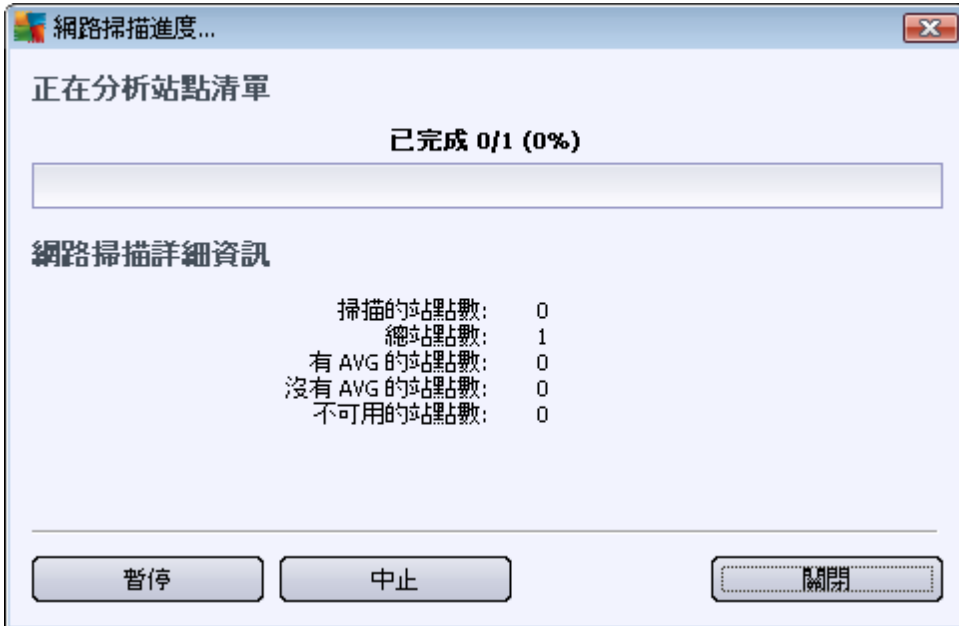 網路掃描進度...
正在分析站點清單
已完成 0/1 (0%)
網路掃描詳細資訊
掃描的站點數: 0
總站點數: 1
有 AVG 的站點數: 0
沒有 AVG 的站點數: 0
不可用的站點數: 0
暫停 中止 關閉